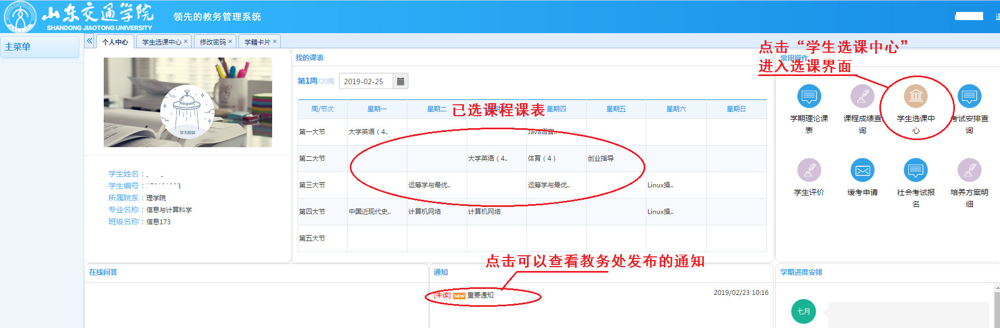 山东交通学院
SHANDONG JIAOTONG UNIVERSITY
领先的教务管理系统
主菜单
个人中心 学生选课中心 × 修改密码 × 学籍卡片 ×
暂无数据
学生姓名：
学生编号：
所属院系：理学院
专业名称：信息与计算科学
班级名称：信息173
我的课表
第1周/20周 2019-02-25
已选课程课表
周/节次 星期一 星期二 星期四 星期五 星期六 星期日
第一大节 大学英语（4.. Java语言..
第二大节 大学英语（4.. 体育（4） 创业指导
第三大节 运筹学与最优.. 运筹学与最优.. Linux操..
第四大节 中国近现代史.. 计算机网络 计算机网络 Linux操..
第五大节
点击“学生选课中心”
进入选课界面
常用操作
学期理论课表
课程成绩查询
学生选课中心
考试安排查询
学生评价
缓考申请
社会考试报名
培养方案明细
点击可以查看教务处发布的通知
在线问答
通知
[未读] NEW 重要通知 2019/02/23 10:16
学期进度安排
七月